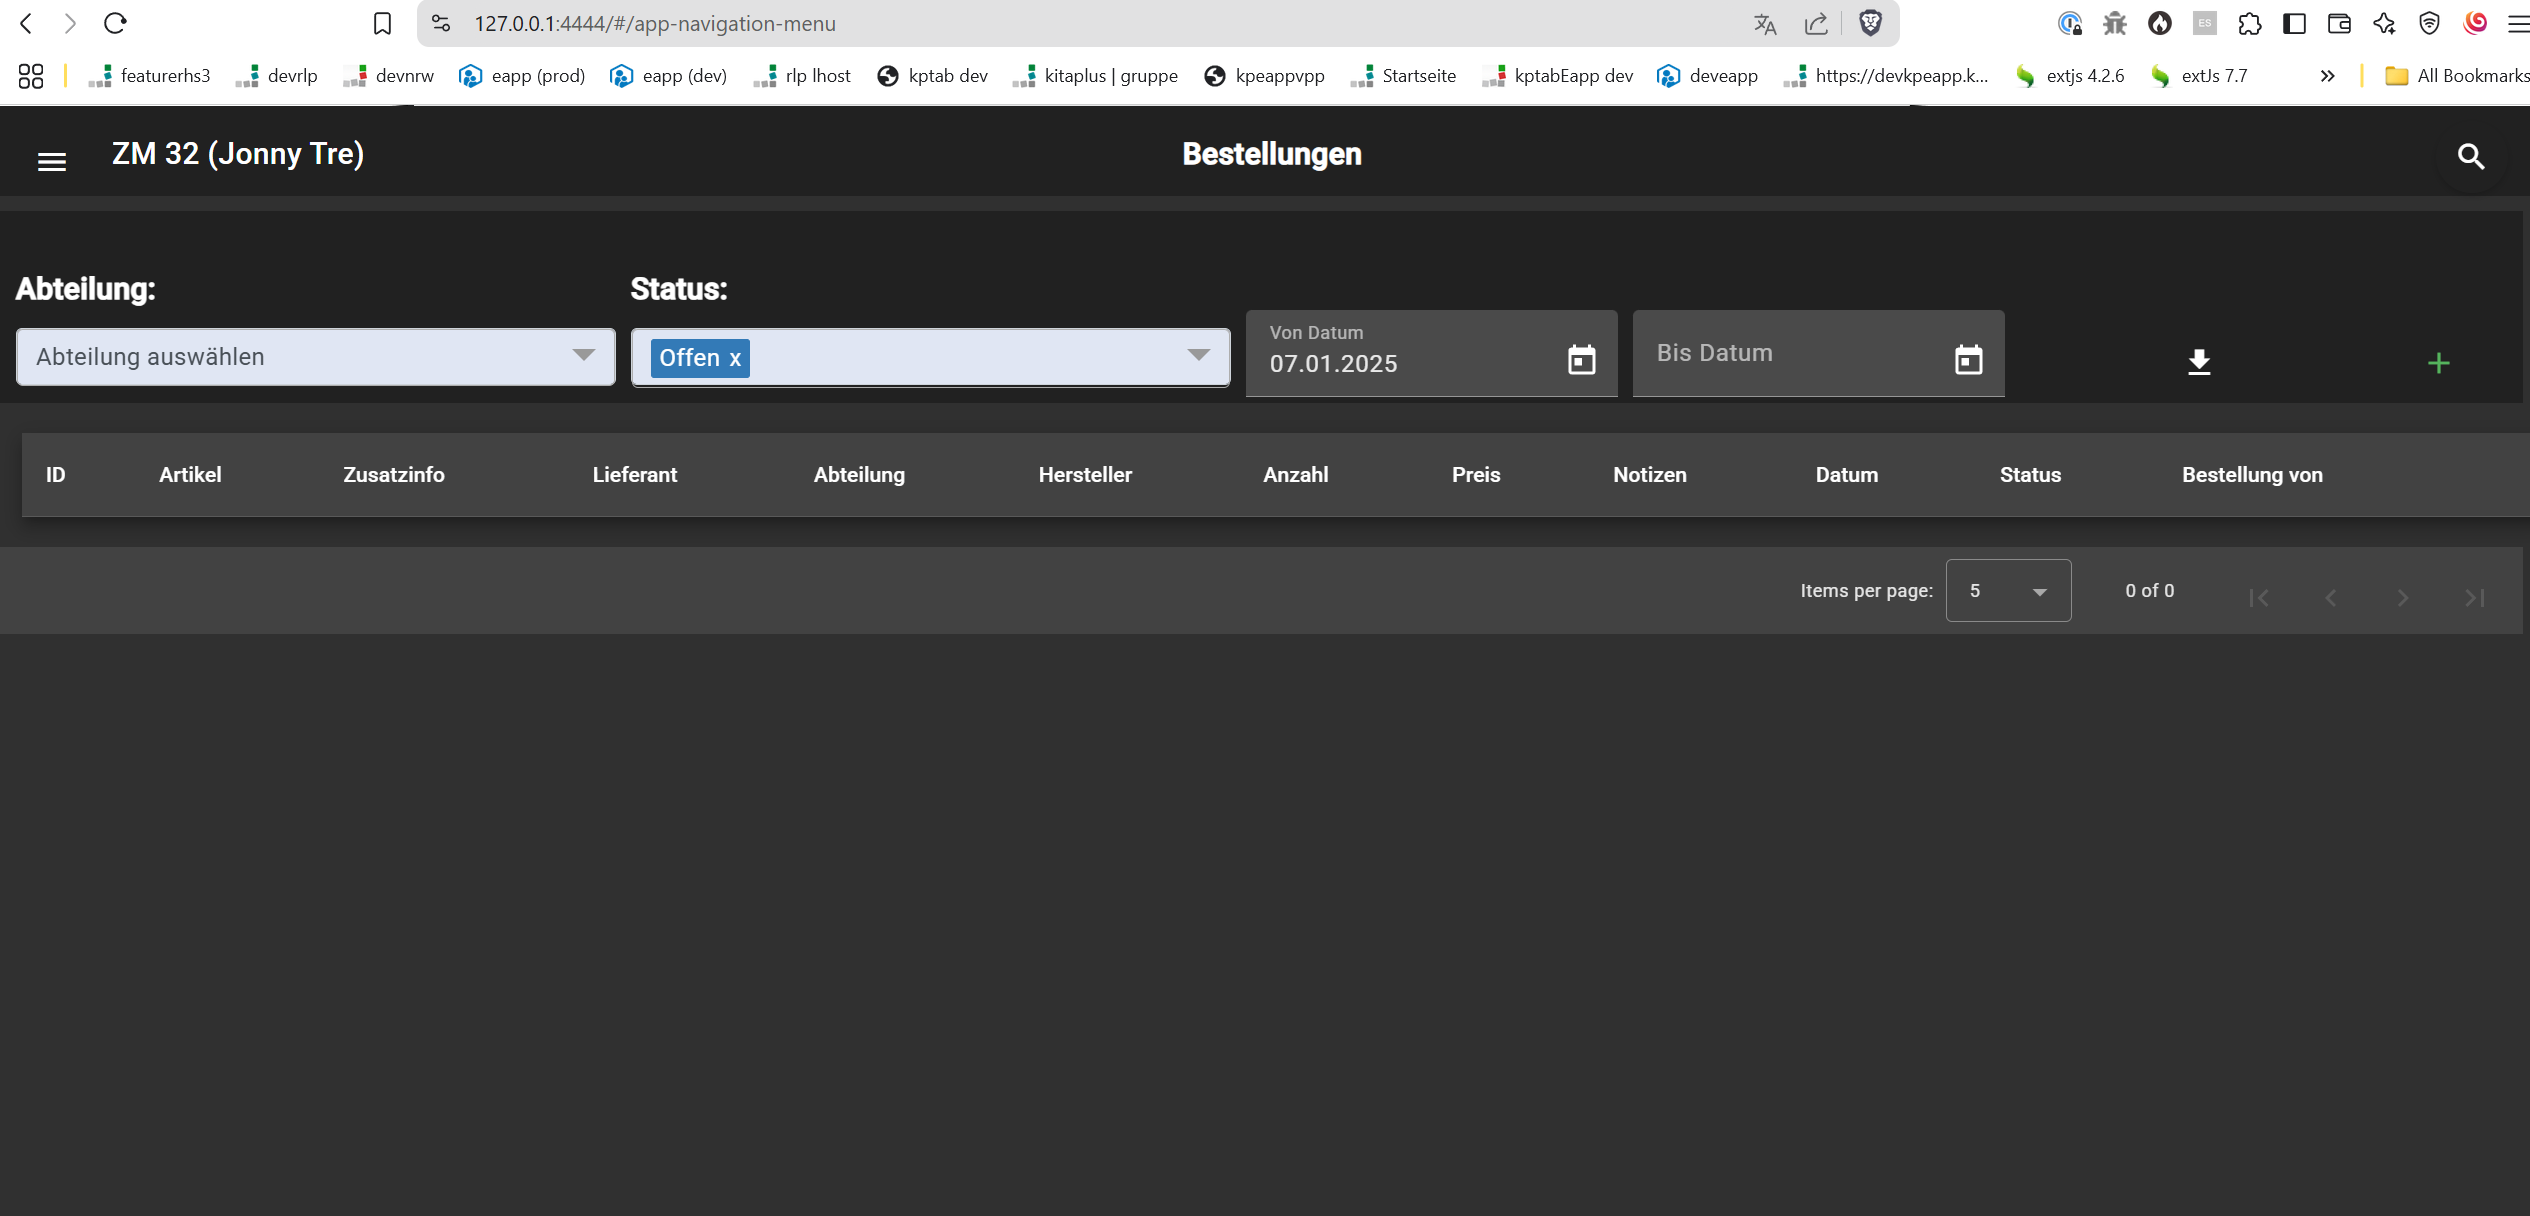 127.0.0.1:4444/#/app-navigation-menu
featurerhs3 devrlp devnrw eapp (prod) eapp (dev) rlp lhost kptab dev kitaplus | gruppe kpeappvpp Startseite kptabEapp dev deveapp https://devkpeapp.k... extjs 4.2.6 extJs 7.7 » All Bookmarks
ZM 32 (Jonny Tre) Bestellungen
Abteilung: Status:
Abteilung auswählen Offen x Von Datum 07.01.2025 Bis Datum
ID Artikel Zusatzinfo Lieferant Abteilung Hersteller Anzahl Preis Notizen Datum Status Bestellung von
Items per page: 5 0 of 0